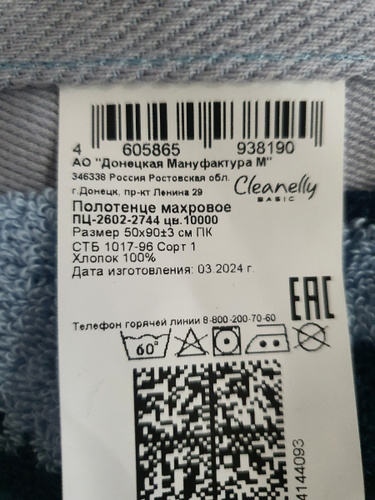 4 605865 938190
АО "Донецкая Мануфактура М"
346338 Россия Ростовская обл.
г.Донецк, пр-кт Ленина 29
Cleanelly
BASIC
Полотенце махровое
ПЦ-2602-2744 цв.10000
Размер 50х90±3 см ПК
СТБ 1017-96 Сорт 1
Хлопок 100%
Дата изготовления: 03.2024 г.
ЕАС
Телефон горячей линии 8-800-200-70-60
60°
4144093